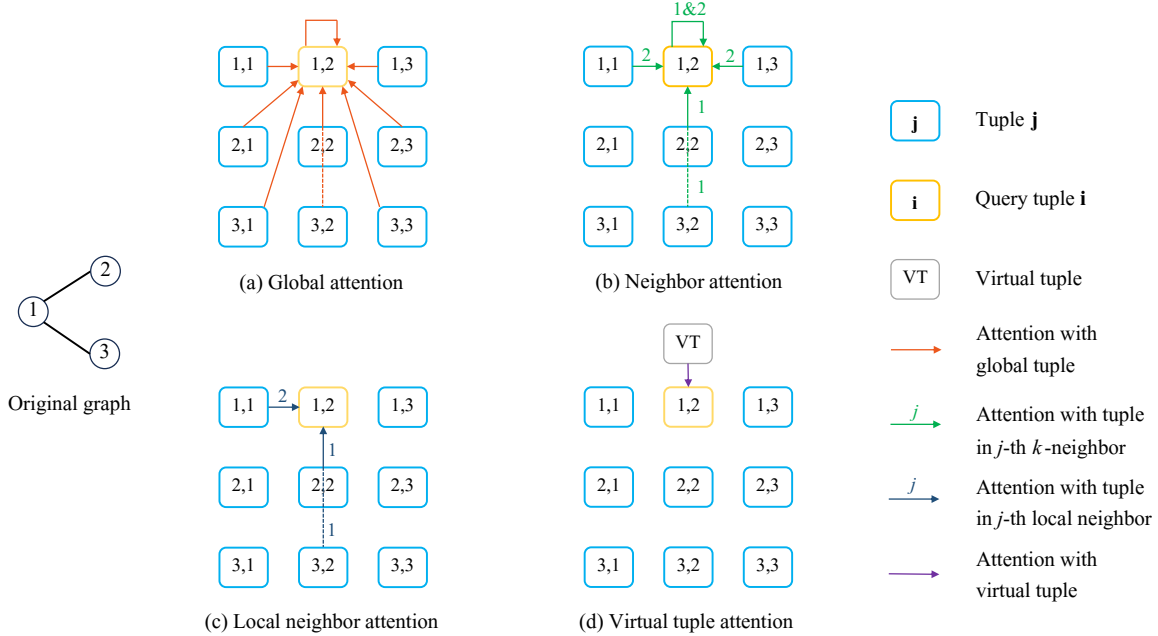 1,1
1,2
1,3
2,1
2,2
2,3
3,1
3,2
3,3
(a) Global attention
1&2
1,1
2
1,2
2
1,3
1
2,1
2,2
2,3
1
3,1
3,2
3,3
(b) Neighbor attention
1
2
3
Original graph
1,1
2
1,2
1,3
1
2,1
2,2
2,3
1
3,1
3,2
3,3
(c) Local neighbor attention
VT
1,1
1,2
1,3
2,1
2,2
2,3
3,1
3,2
3,3
(d) Virtual tuple attention
j
Tuple j
i
Query tuple i
VT
Virtual tuple
Attention with
global tuple
j
Attention with tuple
in j-th k-neighbor
j
Attention with tuple
in j-th local neighbor
Attention with
virtual tuple